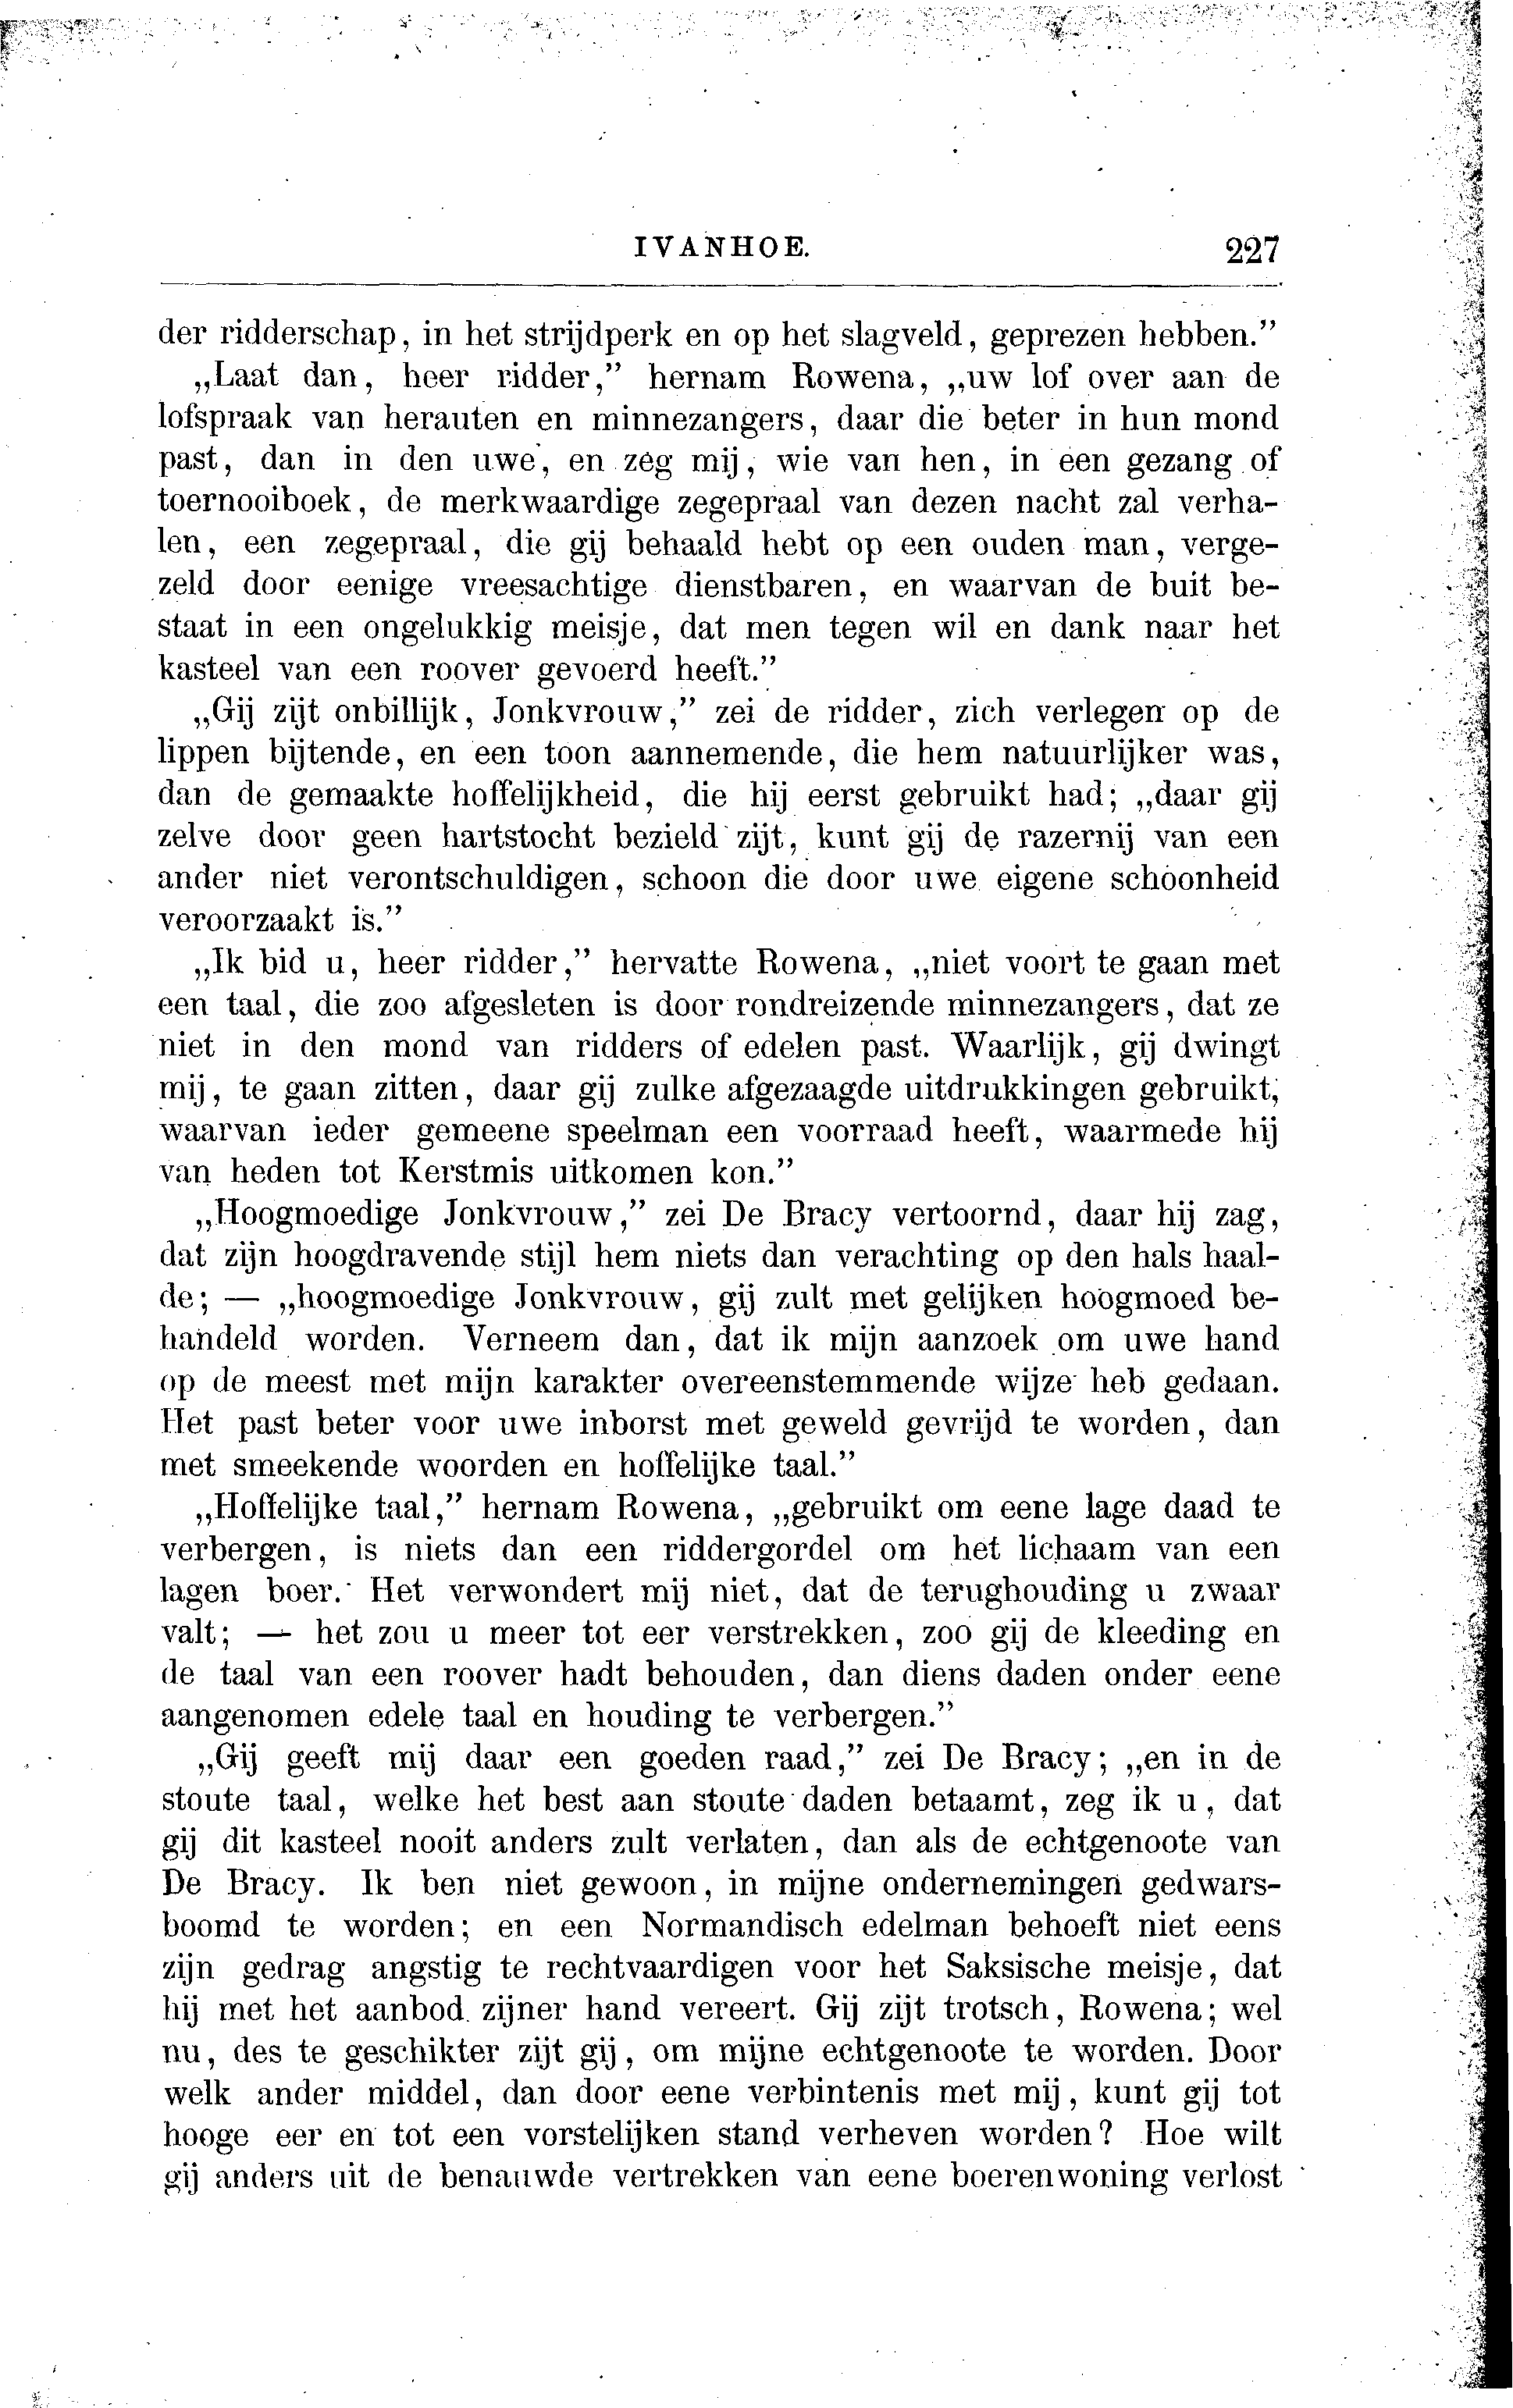 IVANHOE. 227
der ridderschap, in het strijdperk en op het slagveld, geprezen hebben.”
„Laat dan, heer ridder,” hernam Rowena, „uw lof over aan de
lofspraak van herauten en minnezangers, daar die beter in hun mond
past, dan in den uwe, en zeg mij, wie van hen, in een gezang of
toernooiboek, de merkwaardige zegepraal van dezen nacht zal verha-
len, een zegepraal, die gij behaald hebt op een ouden man, verge-
zeld door eenige vreesachtige dienstbaren, en waarvan de buit be-
staat in een ongelukkig meisje, dat men tegen wil en dank naar het
kasteel van een roover gevoerd heeft.”
„Gij zijt onbillijk, Jonkvrouw,” zei de ridder, zich verlegen op de
lippen bijtende, en een toon aannemende, die hem natuurlijker was,
dan de gemaakte hoffelijkheid, die hij eerst gebruikt had; „daar gij
zelve door geen hartstocht bezield zijt, kunt gij de razernij van een
ander niet verontschuldigen, schoon die door uwe eigene schoonheid
veroorzaakt is.”
„Ik bid u, heer ridder,” hervatte Rowena, „niet voort te gaan met
een taal, die zoo afgesleten is door rondreizende minnezangers, dat ze
niet in den mond van ridders of edelen past. Waarlijk, gij dwingt
mij, te gaan zitten, daar gij zulke afgezaagde uitdrukkingen gebruikt,
waarvan ieder gemeene speelman een voorraad heeft, waarmede hij
van heden tot Kerstmis uitkomen kon.”
„Hoogmoedige Jonkvrouw,” zei De Bracy vertoornd, daar hij zag,
dat zijn hoogdravende stijl hem niets dan verachting op den hals haal-
de; — „hoogmoedige Jonkvrouw, gij zult met gelijken hoogmoed be-
handeld worden. Verneem dan, dat ik mijn aanzoek om uwe hand
op de meest met mijn karakter overeenstemmende wijze heb gedaan.
Het past beter voor uwe inborst met geweld gevrijd te worden, dan
met smeekende woorden en hoffelijke taal.”
„Hoffelijke taal,” hernam Rowena, „gebruikt om eene lage daad te
verbergen, is niets dan een riddergordel om het lichaam van een
lagen boer. Het verwondert mij niet, dat de terughouding u zwaar
valt; — het zou u meer tot eer verstrekken, zoo gij de kleeding en
de taal van een roover hadt behouden, dan diens daden onder eene
aangenomen edele taal en houding te verbergen.”
„Gij geeft mij daar een goeden raad,” zei De Bracy; „en in de
stoute taal, welke het best aan stoute daden betaamt, zeg ik u, dat
gij dit kasteel nooit anders zult verlaten, dan als de echtgenoote van
De Bracy. Ik ben niet gewoon, in mijne ondernemingen gedwars-
boomd te worden; en een Normandisch edelman behoeft niet eens
zijn gedrag angstig te rechtvaardigen voor het Saksische meisje, dat
hij met het aanbod zijner hand vereert. Gij zijt trotsch, Rowena; wel
nu, des te geschikter zijt gij, om mijne echtgenoote te worden. Door
welk ander middel, dan door eene verbintenis met mij, kunt gij tot
hooge eer en tot een vorstelijken stand verheven worden? Hoe wilt
gij anders uit de benauwde vertrekken van eene boerenwoning verlost